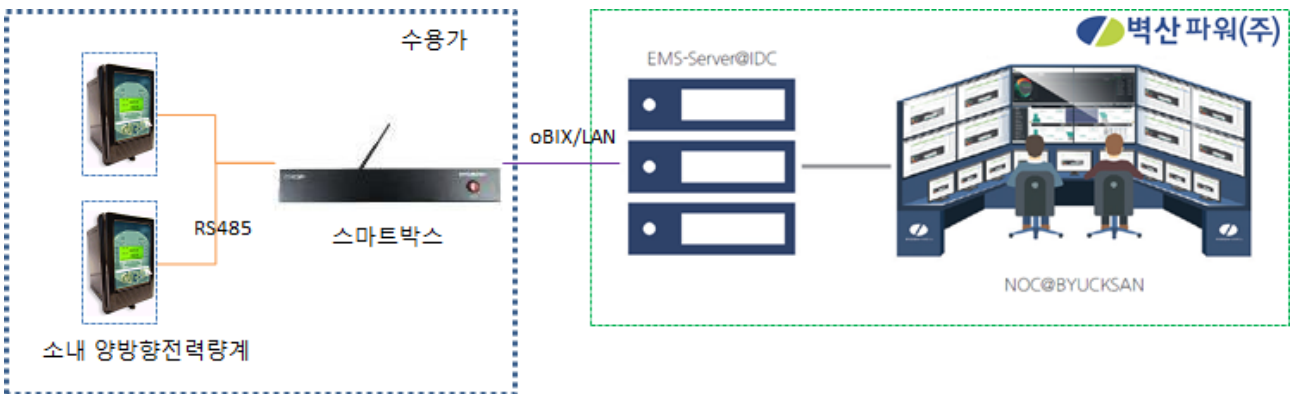 수용가
RS485
스마트박스
소내 양방향전력량계
oBIX/LAN
벽산파워(주)
EMS-Server@IDC
NOC@BYUCKSAN